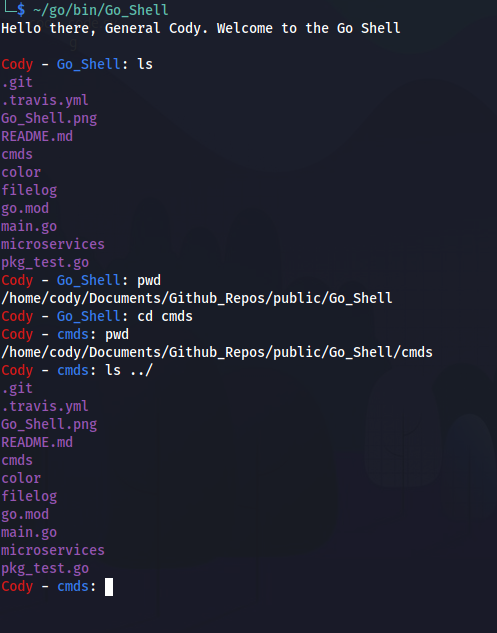 └─$ ~/go/bin/Go_Shell
Hello there, General Cody. Welcome to the Go Shell
Cody - Go_Shell: ls
.git
.travis.yml
Go_Shell.png
README.md
cmds
color
filelog
go.mod
main.go
microservices
pkg_test.go
Cody - Go_Shell: pwd
/home/cody/Documents/Github_Repos/public/Go_Shell
Cody - Go_Shell: cd cmds
Cody - cmds: pwd
/home/cody/Documents/Github_Repos/public/Go_Shell/cmds
Cody - cmds: ls ../
.git
.travis.yml
Go_Shell.png
README.md
cmds
color
filelog
go.mod
main.go
microservices
pkg_test.go
Cody - cmds: